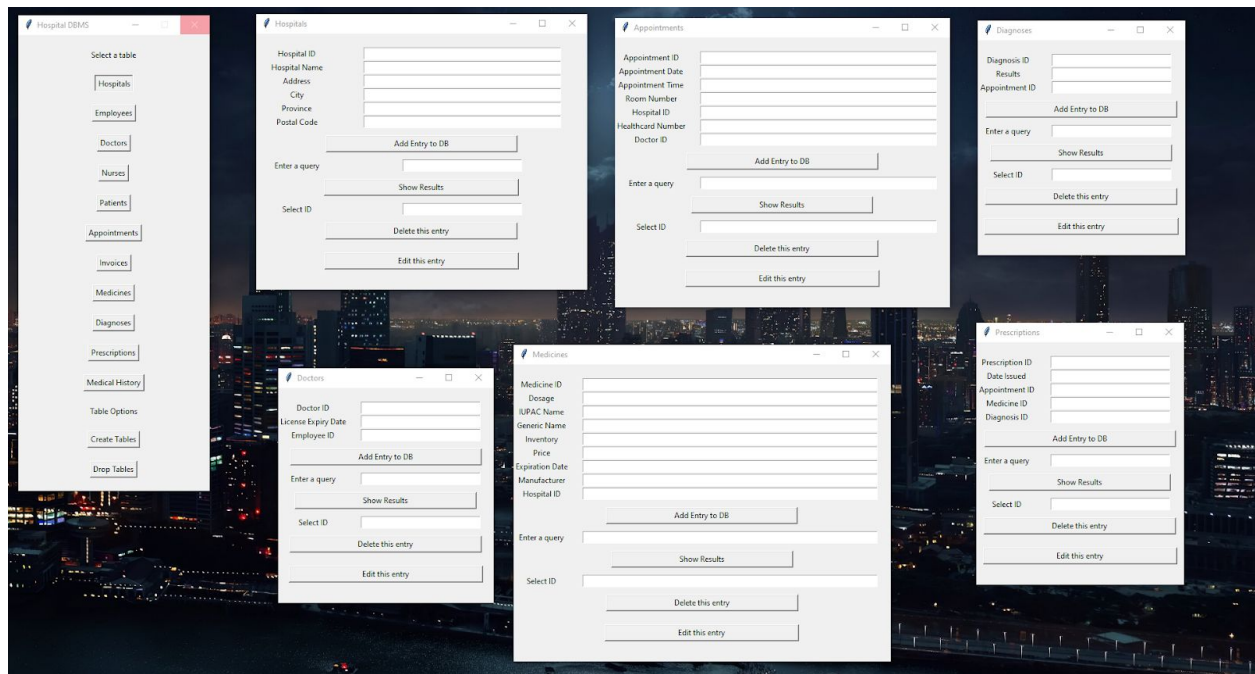 Hospital DBMS
Select a table
Hospitals
Employees
Doctors
Nurses
Patients
Appointments
Invoices
Medicines
Diagnoses
Prescriptions
Medical History
Table Options
Create Tables
Drop Tables
Hospitals
Hospital ID
Hospital Name
Address
City
Province
Postal Code
Add Entry to DB
Enter a query
Show Results
Select ID
Delete this entry
Edit this entry
Appointments
Appointment ID
Appointment Date
Appointment Time
Room Number
Hospital ID
Healthcard Number
Doctor ID
Add Entry to DB
Enter a query
Show Results
Select ID
Delete this entry
Edit this entry
Diagnoses
Diagnosis ID
Results
Appointment ID
Add Entry to DB
Enter a query
Show Results
Select ID
Delete this entry
Edit this entry
Doctors
Doctor ID
License Expiry Date
Employee ID
Add Entry to DB
Enter a query
Show Results
Select ID
Delete this entry
Edit this entry
Medicines
Medicine ID
Dosage
IUPAC Name
Generic Name
Inventory
Price
Expiration Date
Manufacturer
Hospital ID
Add Entry to DB
Enter a query
Show Results
Select ID
Delete this entry
Edit this entry
Prescriptions
Prescription ID
Date Issued
Appointment ID
Medicine ID
Diagnosis ID
Add Entry to DB
Enter a query
Show Results
Select ID
Delete this entry
Edit this entry